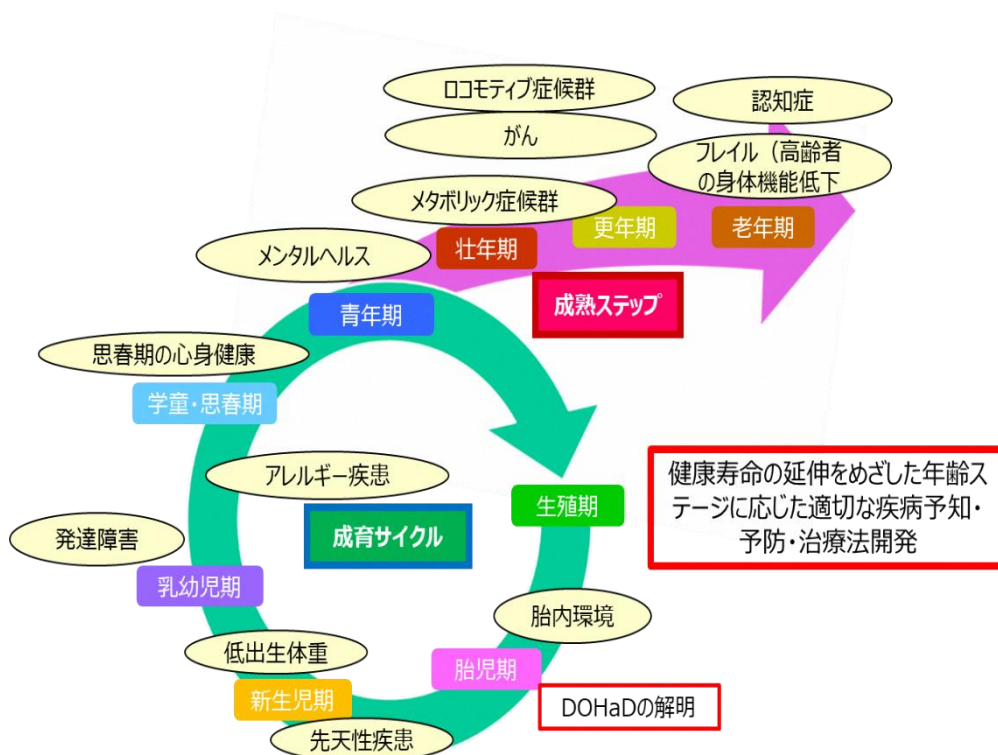 ロコモティブ症候群
認知症
がん
フレイル（高齢者
の身体機能低下
メタボリック症候群
壮年期
更年期
老年期
メンタルヘルス
成熟ステップ
青年期
思春期の心身健康
学童・思春期
アレルギー疾患
健康寿命の延伸をめざした年齢ス
テージに応じた適切な疾病予知・
予防・治療法開発
生殖期
発達障害
成育サイクル
乳幼児期
胎内環境
低出生体重
胎児期
新生児期
DOHaDの解明
先天性疾患